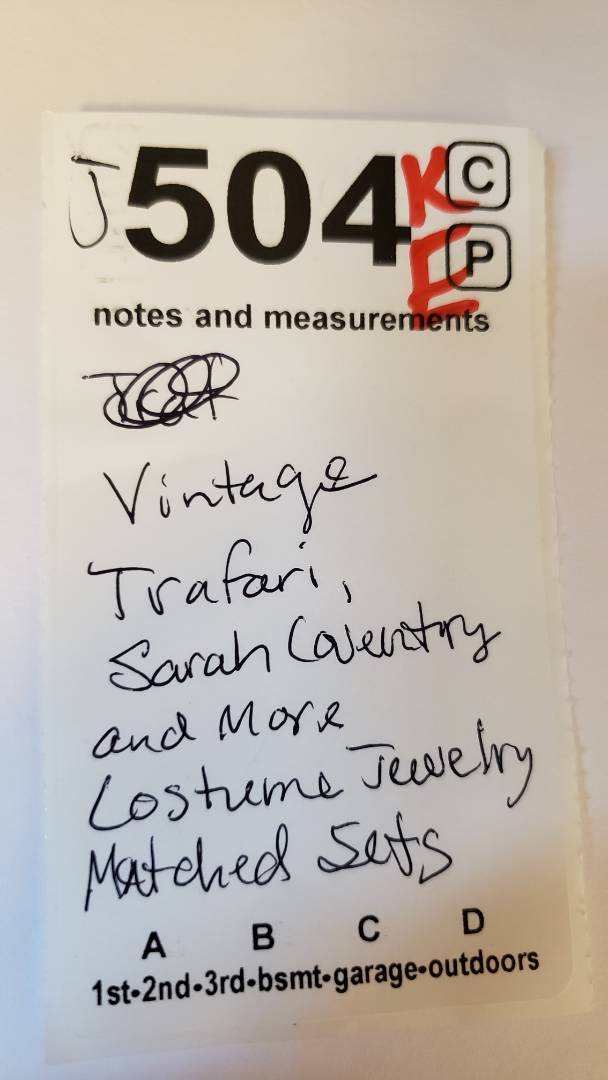 J504 K C
E P
notes and measurements
Vintage
Trafari,
Sarah Coventry
and More
Costume Jewelry
Matched Sets
A B C D
1st•2nd•3rd•bsmt•garage•outdoors